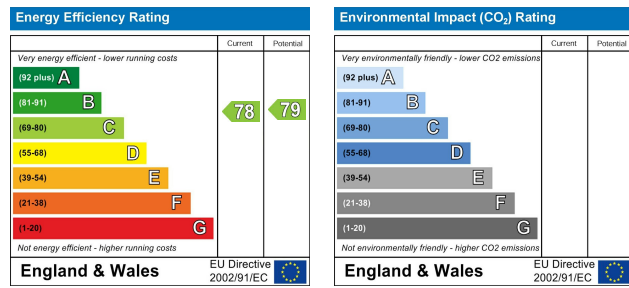 Energy Efficiency Rating
Current Potential
Very energy efficient - lower running costs
(92 plus) A
(81-91) B
(69-80) C
(55-68) D
(39-54) E
(21-38) F
(1-20) G
78 79
Not energy efficient - higher running costs
England & Wales
EU Directive
2002/91/EC
Environmental Impact (CO₂) Rating
Current Potential
Very environmentally friendly - lower CO2 emissions
(92 plus) A
(81-91) B
(69-80) C
(55-68) D
(39-54) E
(21-38) F
(1-20) G
Not environmentally friendly - higher CO2 emissions
England & Wales
EU Directive
2002/91/EC